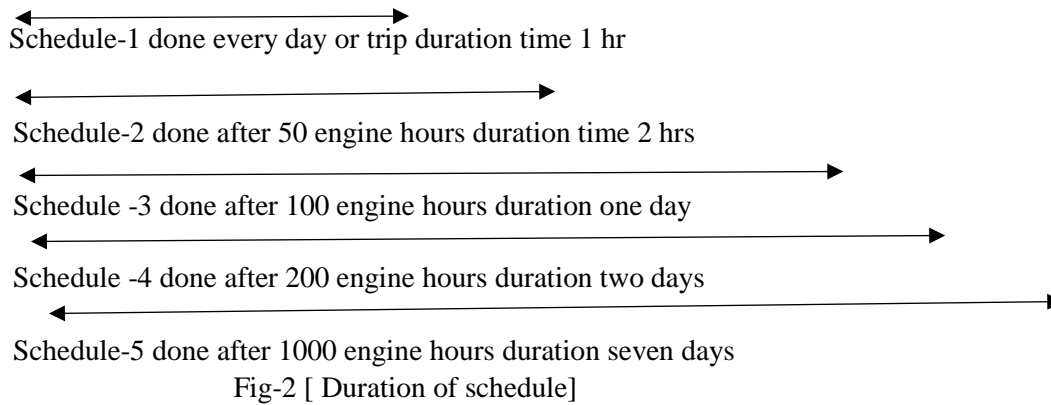 Schedule-1 done every day or trip duration time 1 hr
Schedule-2 done after 50 engine hours duration time 2 hrs
Schedule -3 done after 100 engine hours duration one day
Schedule -4 done after 200 engine hours duration two days
Schedule-5 done after 1000 engine hours duration seven days
Fig-2 [ Duration of schedule]